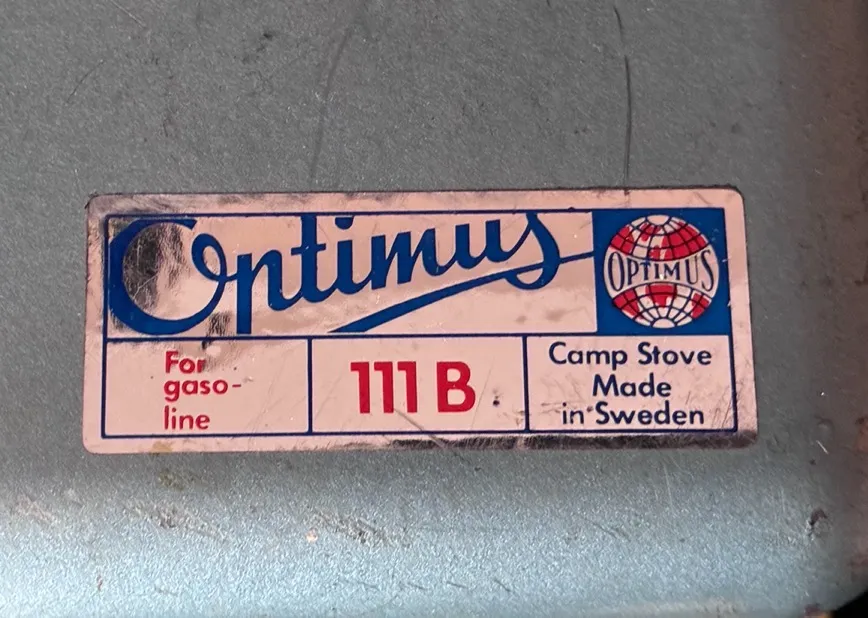 Optimus
OPTIMUS
For
gaso-
line
111 B
Camp Stove
Made
in Sweden